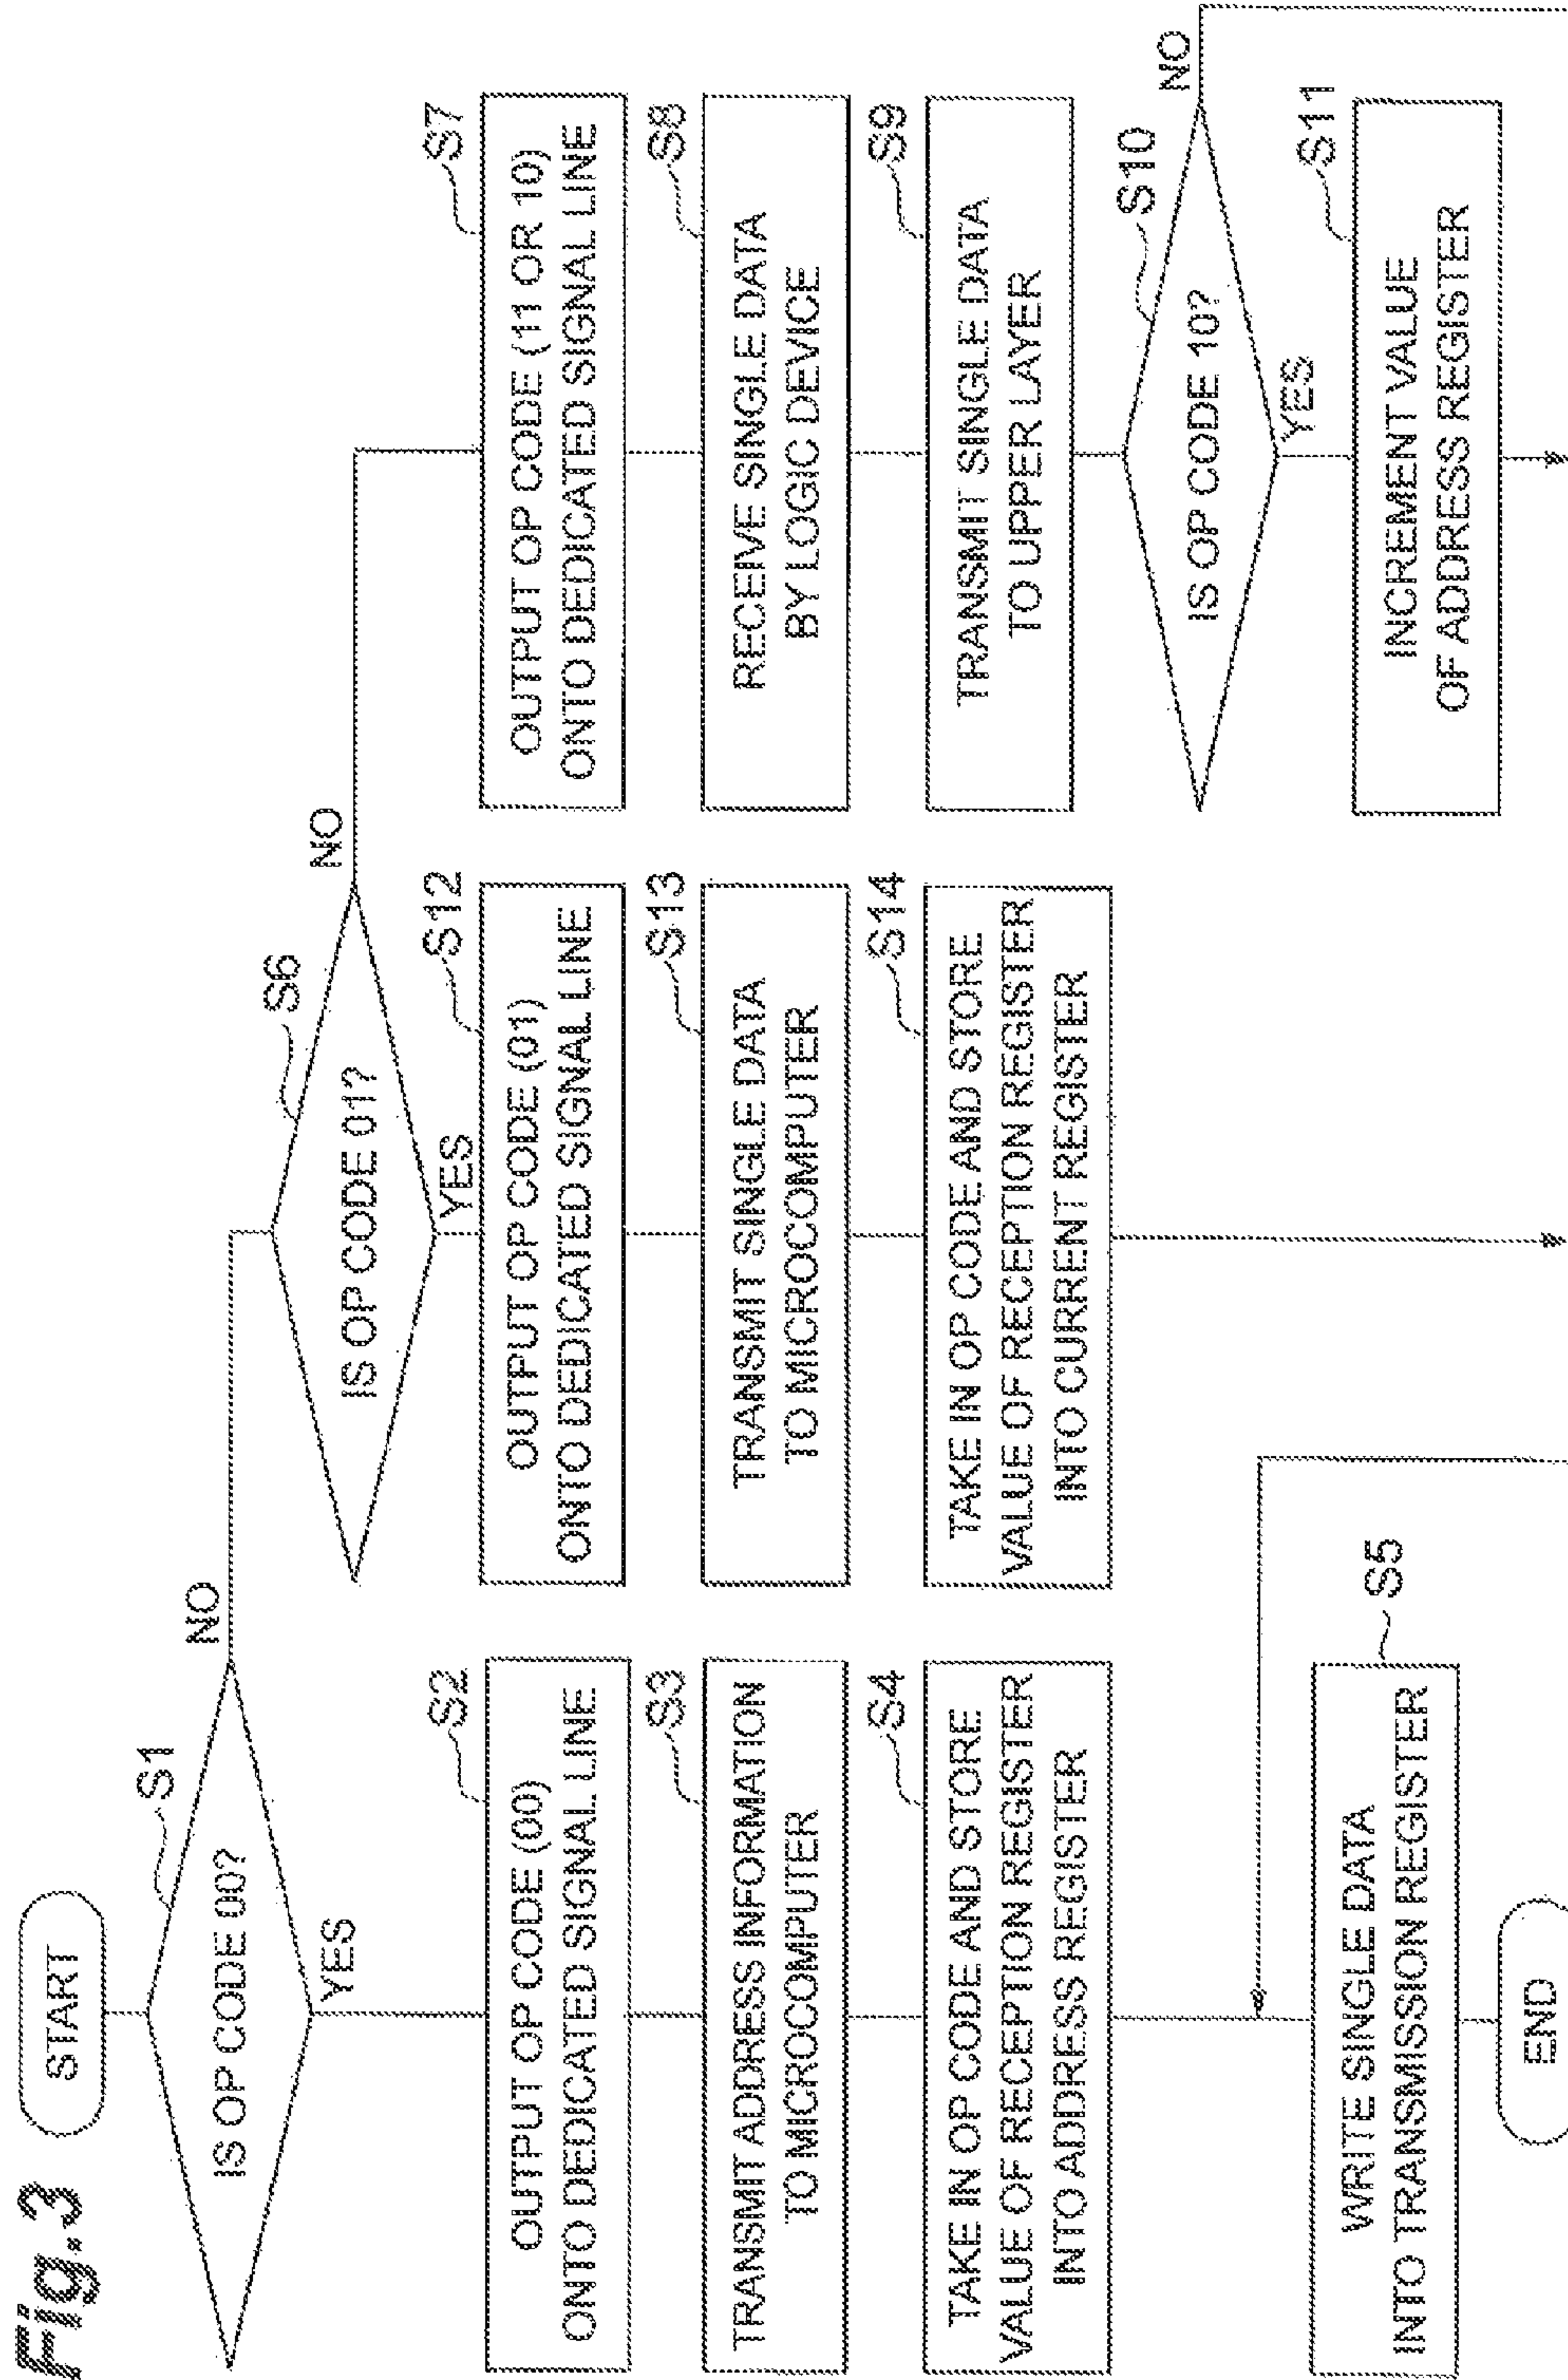 Fig.3
START
S1
IS OP CODE 00?
NO
YES
S2
OUTPUT OP CODE (00)
ONTO DEDICATED SIGNAL LINE
S3
TRANSMIT ADDRESS INFORMATION
TO MICROCOMPUTER
S4
TAKE IN OP CODE AND STORE
VALUE OF RECEPTION REGISTER
INTO ADDRESS REGISTER
S5
WRITE SINGLE DATA
INTO TRANSMISSION REGISTER
END
S6
IS OP CODE 01?
NO
YES
S12
OUTPUT OP CODE (01)
ONTO DEDICATED SIGNAL LINE
S13
TRANSMIT SINGLE DATA
TO MICROCOMPUTER
S14
TAKE IN OP CODE AND STORE
VALUE OF RECEPTION REGISTER
INTO CURRENT REGISTER
S7
OUTPUT OP CODE (11 OR 10)
ONTO DEDICATED SIGNAL LINE
S8
RECEIVE SINGLE DATA
BY LOGIC DEVICE
S9
TRANSMIT SINGLE DATA
TO UPPER LAYER
S10
IS OP CODE 10?
NO
YES
S11
INCREMENT VALUE
OF ADDRESS REGISTER